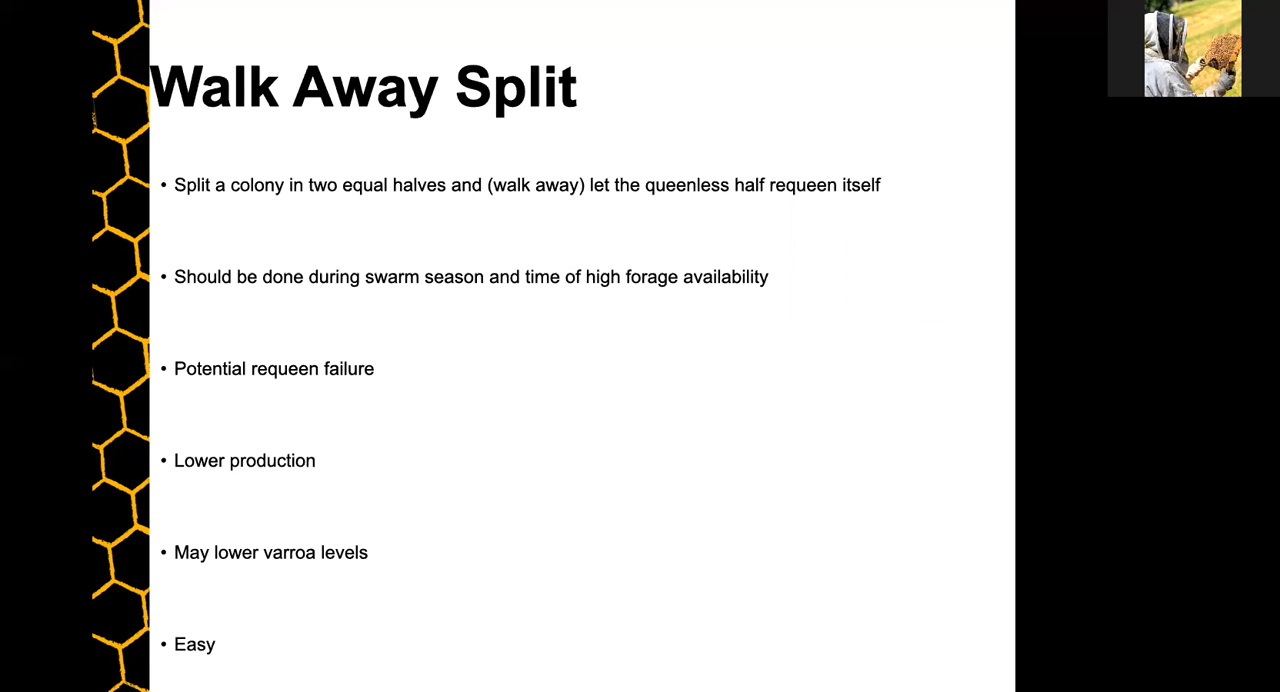 Walk Away Split
• Split a colony in two equal halves and (walk away) let the queenless half requeen itself
• Should be done during swarm season and time of high forage availability
• Potential requeen failure
• Lower production
• May lower varroa levels
• Easy